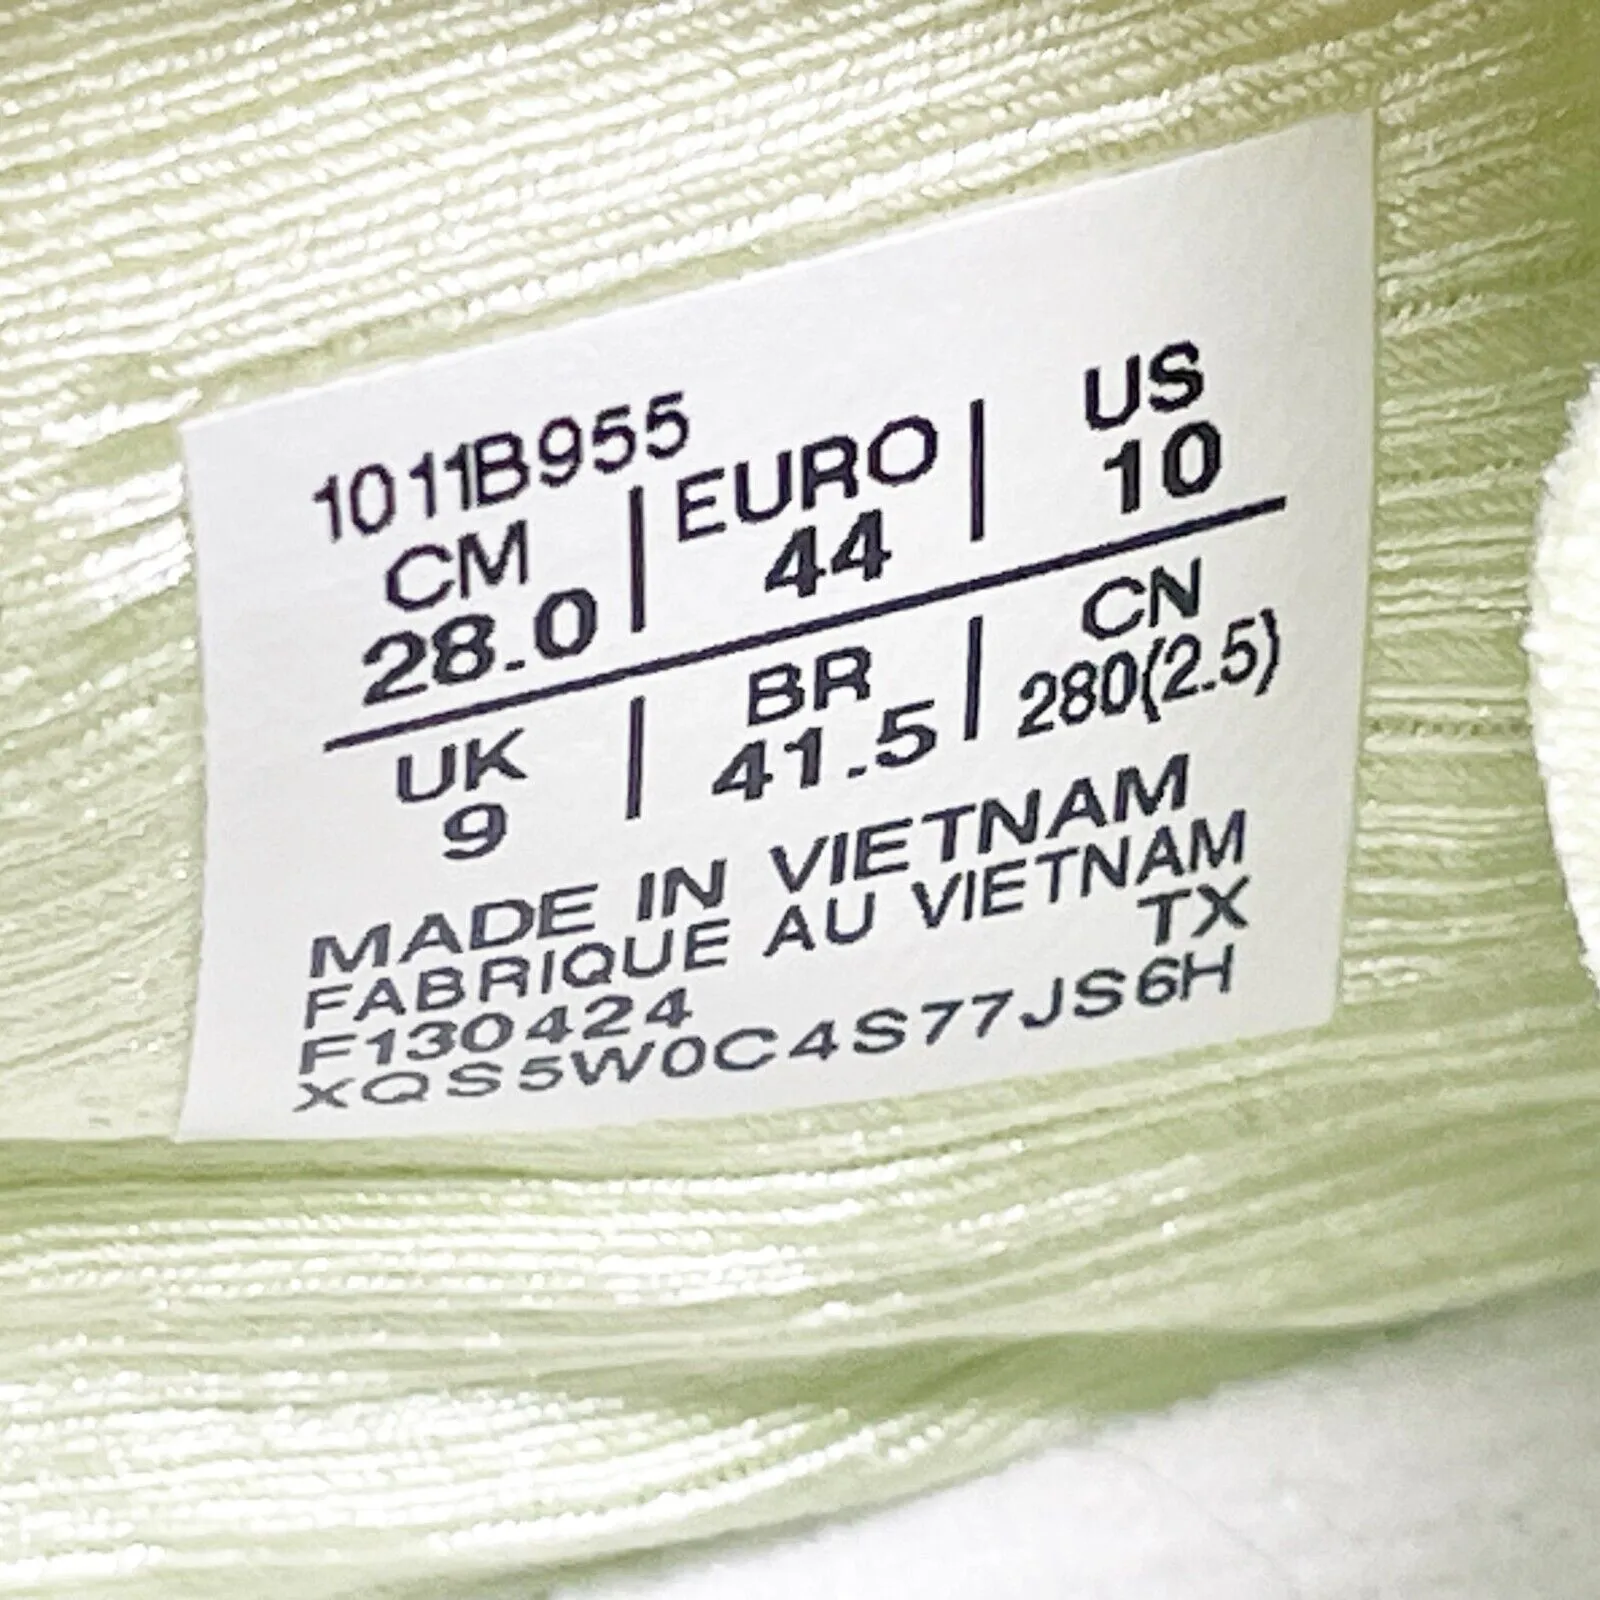 1011B955
CM | EURO | US
28.0 | 44 | 10
UK | BR | CN
9 | 41.5 | 280(2.5)
MADE IN VIETNAM
FABRIQUE AU VIETNAM
TX
F130424
XQS5W0C4S77JS6H